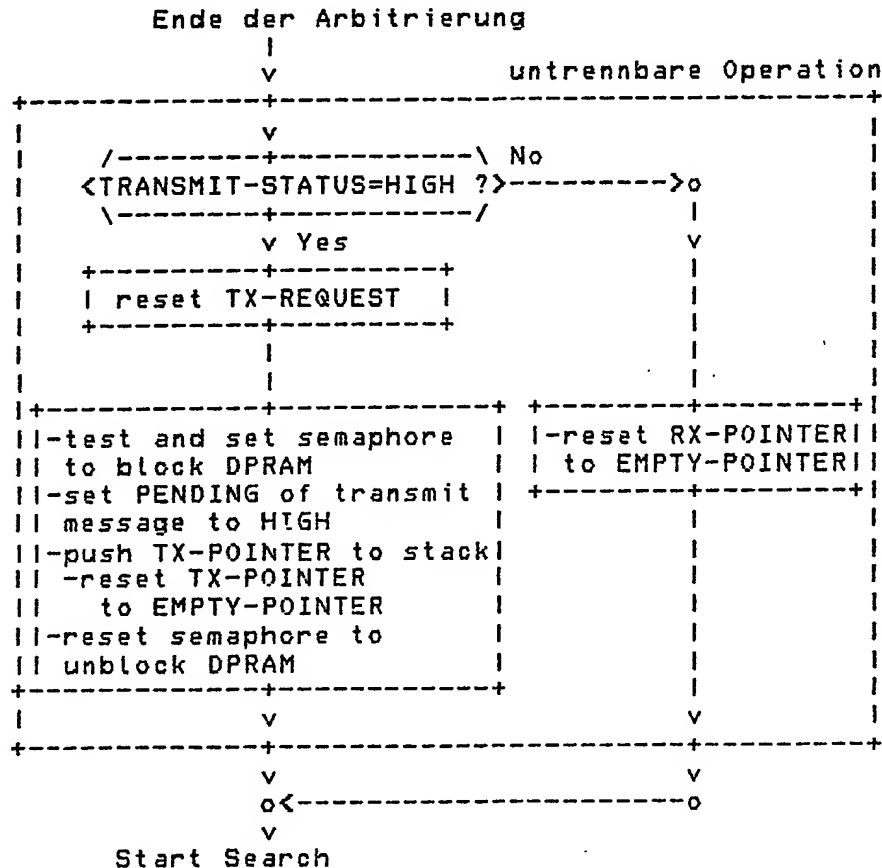 Ende der Arbitrierung
untrennbare Operation
No
<TRANSMIT-STATUS=HIGH ?>
Yes
reset TX-REQUEST
-test and set semaphore
to block DPRAM
-set PENDING of transmit
message to HIGH
-push TX-POINTER to stack
-reset TX-POINTER
to EMPTY-POINTER
-reset semaphore to
unblock DPRAM
-reset RX-POINTER
to EMPTY-POINTER
Start Search